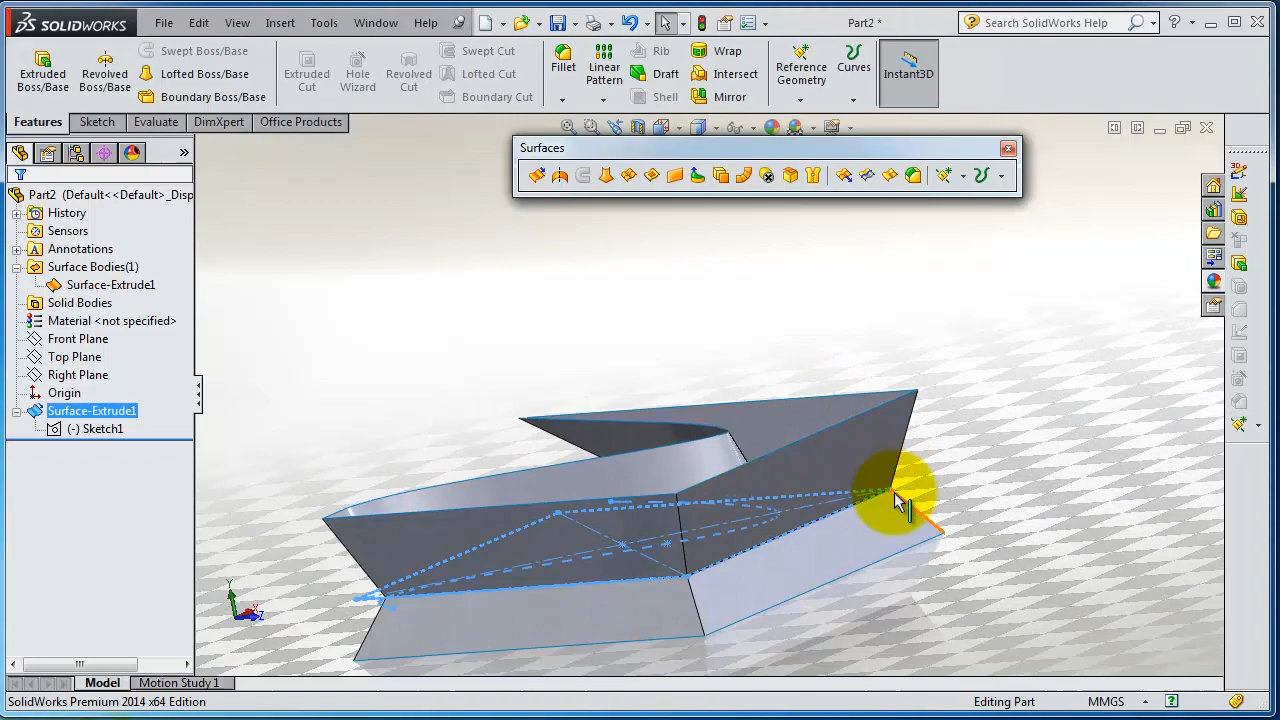 SOLIDWORKS File Edit View Insert Tools Window Help Part2 * Search SolidWorks Help
Extruded Boss/Base
Revolved Boss/Base
Swept Boss/Base
Lofted Boss/Base
Boundary Boss/Base
Extruded Cut
Hole Wizard
Revolved Cut
Swept Cut
Lofted Cut
Boundary Cut
Fillet
Linear Pattern
Rib
Draft
Shell
Wrap
Intersect
Mirror
Reference Geometry
Curves
Instant3D
Features Sketch Evaluate DimXpert Office Products
Surfaces
Part2 (Default<<Default>_Disp
History
Sensors
Annotations
Surface Bodies(1)
Surface-Extrude1
Solid Bodies
Material <not specified>
Front Plane
Top Plane
Right Plane
Origin
Surface-Extrude1
(-) Sketch1
Y
X
Z
Model Motion Study 1
SolidWorks Premium 2014 x64 Edition Editing Part MMGS